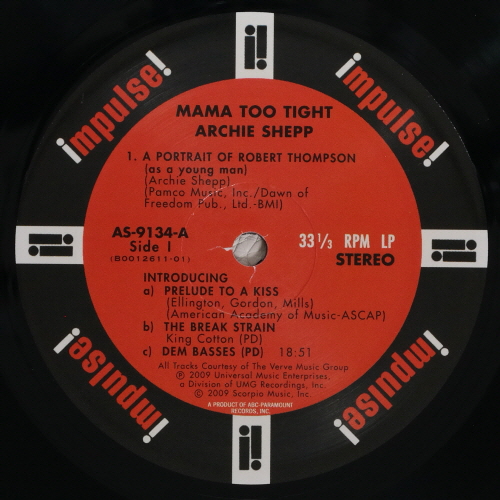 impulse!
impulse!
MAMA TOO TIGHT
ARCHIE SHEPP
1. A PORTRAIT OF ROBERT THOMPSON
(as a young man)
(Archie Shepp)
(Pamco Music, Inc./Dawn of
Freedom Pub., Ltd.-BMI)
AS-9134-A
Side 1
(B0012611-01)
33 1/3 RPM LP
STEREO
INTRODUCING
a) PRELUDE TO A KISS
(Ellington, Gordon, Mills)
(American Academy of Music-ASCAP)
b) THE BREAK STRAIN
King Cotton (PD)
c) DEM BASSES (PD) 18:51
All Tracks Courtesy of The Verve Music Group
℗ 2009 Universal Music Enterprises,
a Division of UMG Recordings, Inc.
© 2009 Scorpio Music, Inc.
A PRODUCT OF ABC-PARAMOUNT
RECORDS, INC.
impulse!
impulse!